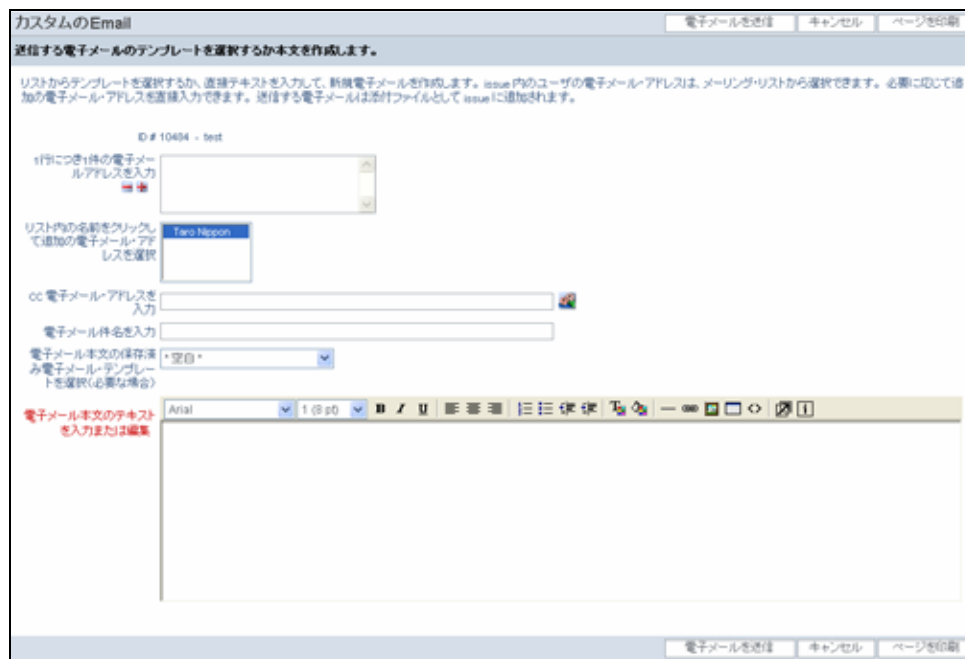 カスタムのEmail
電子メールを送信 キャンセル ページを印刷
送信する電子メールのテンプレートを選択するか本文を作成します。
リストからテンプレートを選択するか、直接テキストを入力して、新規電子メールを作成します。issue 内のユーザの電子メール・アドレスは、メーリング・リストから選択できます。必要に応じて追
加の電子メール・アドレスを直接入力できます。送信する電子メールは添付ファイルとして issue に追加されます。
ID # 10484 - test
1行につき1件の電子メー
ルアドレスを入力
リスト内の名前をクリックし
て追加の電子メール・アド
レスを選択
Taro Nippon
cc 電子メール・アドレスを
入力
電子メール件名を入力
電子メール本文の保存済
み電子メール・テンプレー
トを選択(必要な場合)
*空白*
電子メール本文のテキスト
を入力または編集
Arial 1 (8 pt) B I U
電子メールを送信 キャンセル ページを印刷